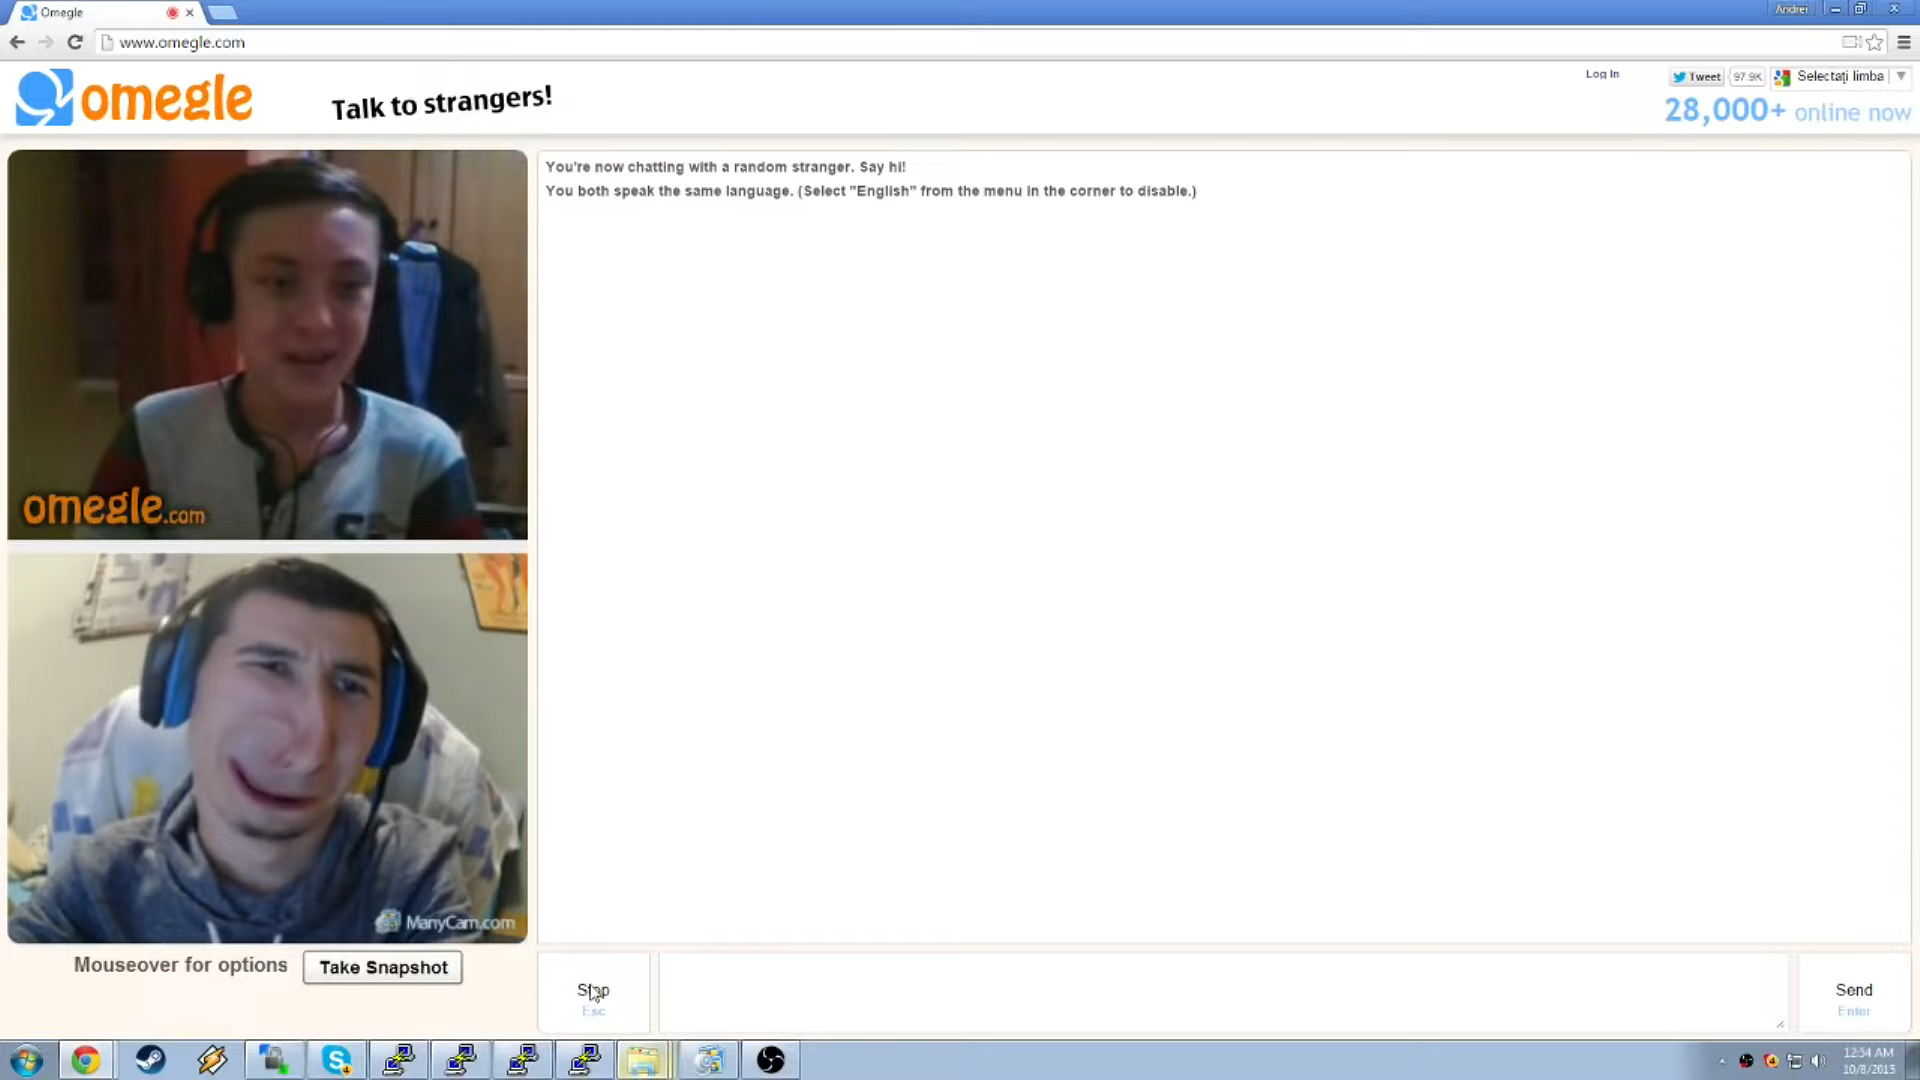 Omegle
Andrei
www.omegle.com
omegle
Talk to strangers!
Log In
Tweet
97.9K
Selectați limba
28,000+ online now
You're now chatting with a random stranger. Say hi!
You both speak the same language. (Select "English" from the menu in the corner to disable.)
omegle.com
ManyCam.com
Mouseover for options
Take Snapshot
Stop
Esc
Send
Enter
12:54 AM
10/8/2015